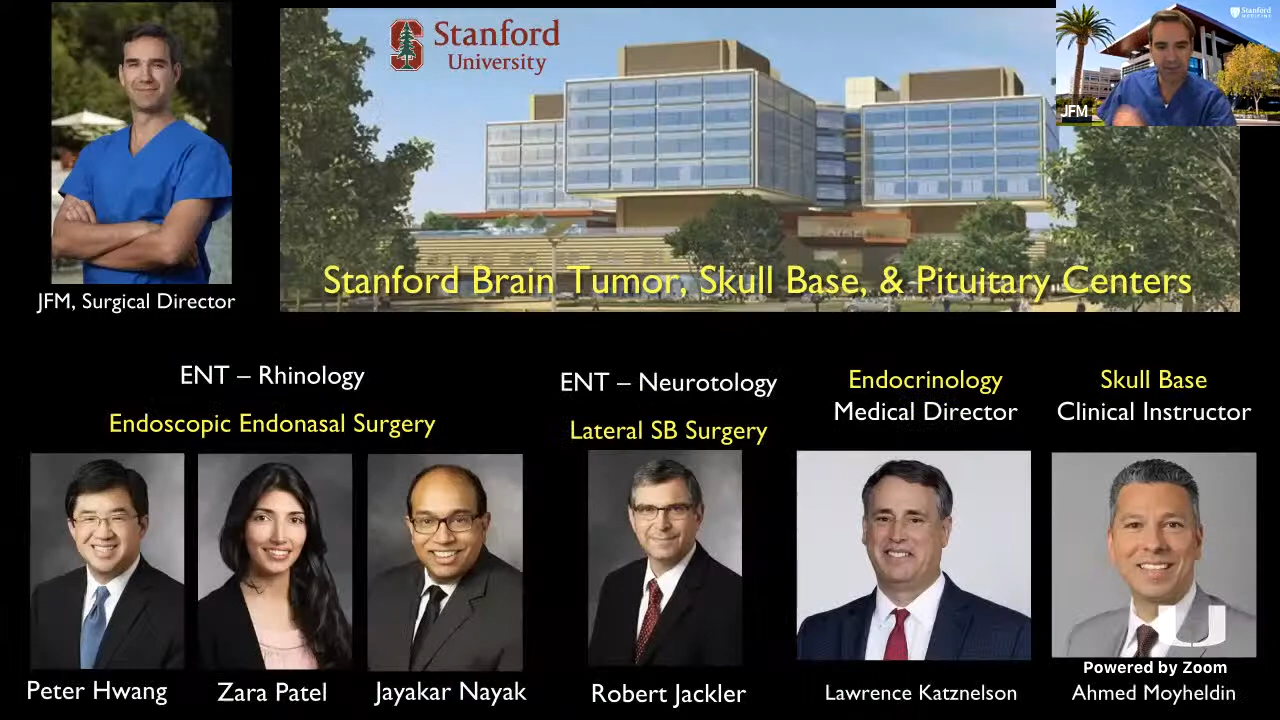 Stanford
University
Stanford
MEDICINE
JFM
Stanford Brain Tumor, Skull Base, & Pituitary Centers
JFM, Surgical Director
ENT – Rhinology
Endoscopic Endonasal Surgery
ENT – Neurotology
Lateral SB Surgery
Endocrinology
Medical Director
Skull Base
Clinical Instructor
Peter Hwang
Zara Patel
Jayakar Nayak
Robert Jackler
Lawrence Katznelson
U
Powered by Zoom
Ahmed Moyheldin